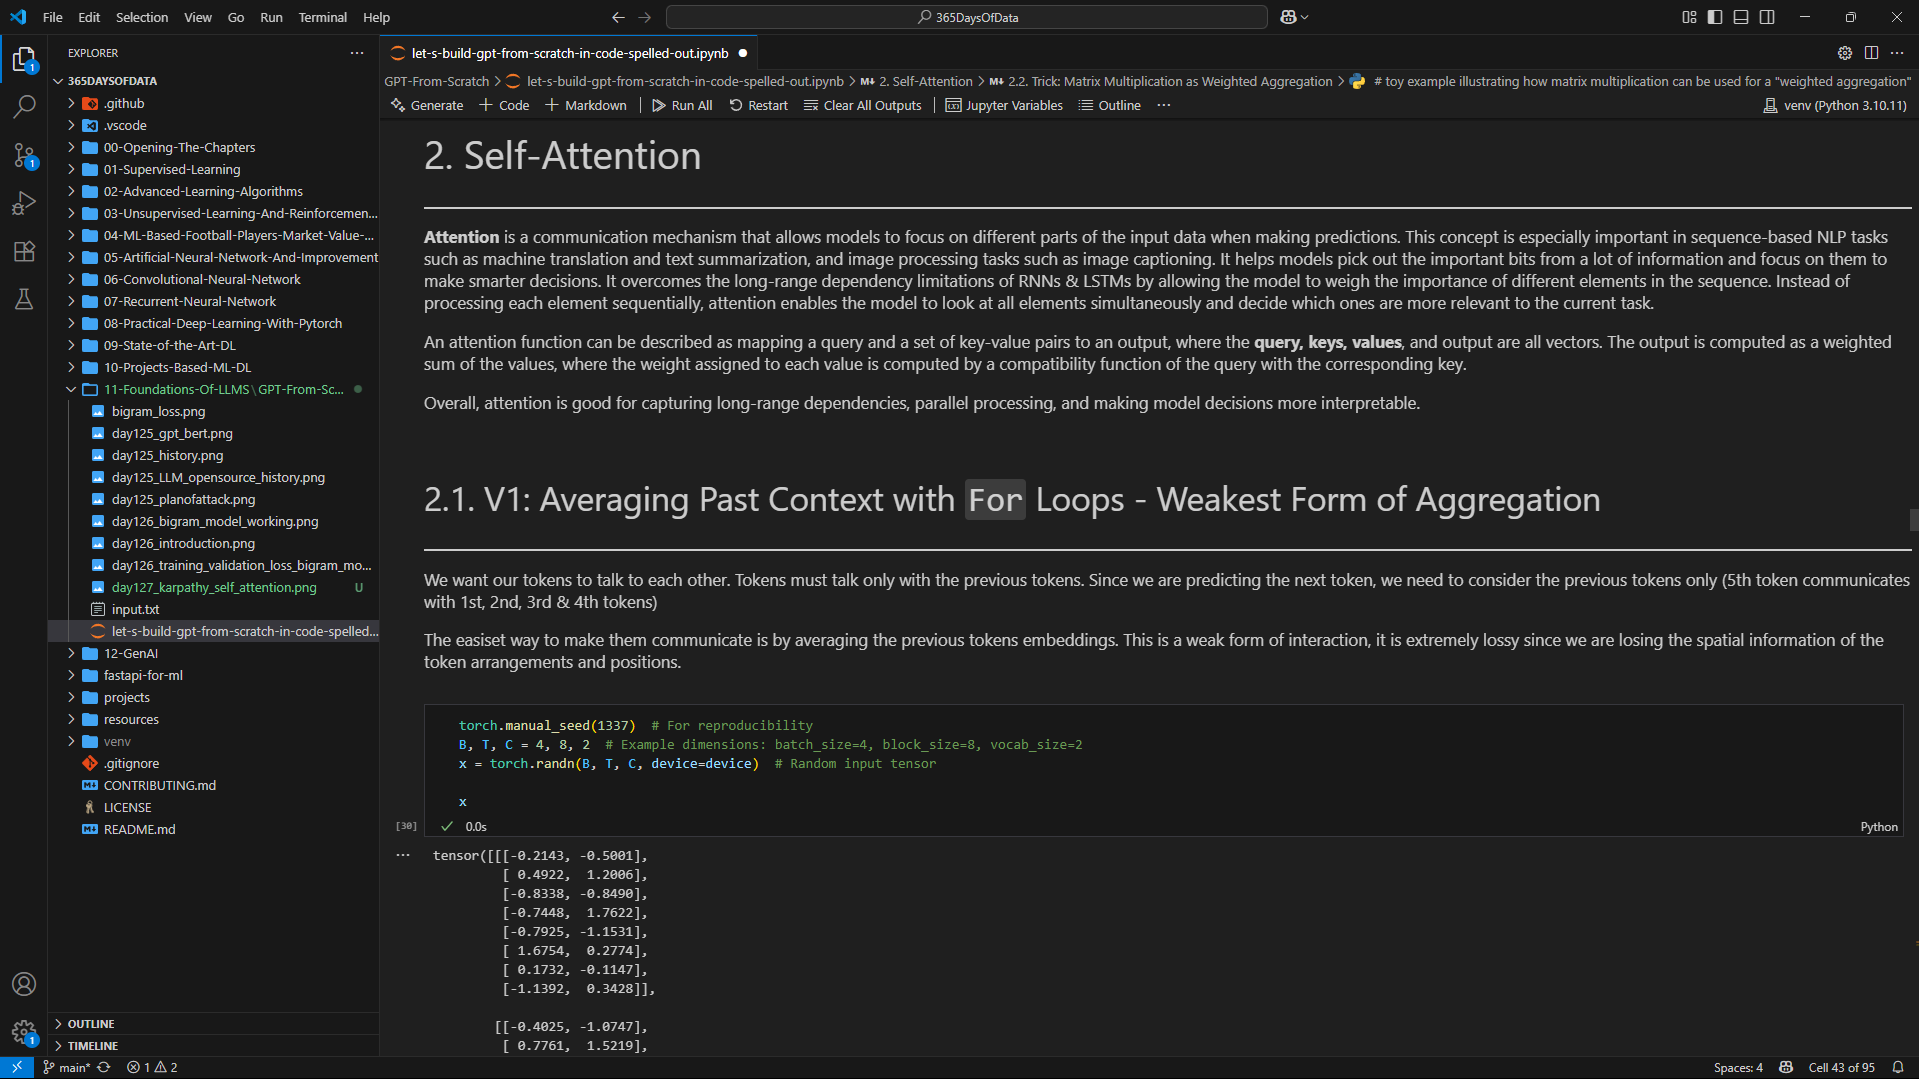 File Edit Selection View Go Run Terminal Help
365DaysOfData
EXPLORER
365DAYSOFDATA
.github
.vscode
00-Opening-The-Chapters
01-Supervised-Learning
02-Advanced-Learning-Algorithms
03-Unsupervised-Learning-And-Reinforcemen...
04-ML-Based-Football-Players-Market-Value-...
05-Artificial-Neural-Network-And-Improvement
06-Convolutional-Neural-Network
07-Recurrent-Neural-Network
08-Practical-Deep-Learning-With-Pytorch
09-State-of-the-Art-DL
10-Projects-Based-ML-DL
11-Foundations-Of-LLMS\GPT-From-Sc...
bigram_loss.png
day125_gpt_bert.png
day125_history.png
day125_LLM_opensource_history.png
day125_planofattack.png
day126_bigram_model_working.png
day126_introduction.png
day126_training_validation_loss_bigram_mo...
day127_karpathy_self_attention.png U
input.txt
let-s-build-gpt-from-scratch-in-code-spelled...
12-GenAI
fastapi-for-ml
projects
resources
venv
.gitignore
CONTRIBUTING.md
LICENSE
README.md
OUTLINE
TIMELINE
let-s-build-gpt-from-scratch-in-code-spelled-out.ipynb
GPT-From-Scratch > let-s-build-gpt-from-scratch-in-code-spelled-out.ipynb > M↓ 2. Self-Attention > M↓ 2.2. Trick: Matrix Multiplication as Weighted Aggregation > # toy example illustrating how matrix multiplication can be used for a "weighted aggregation"
Generate + Code + Markdown | Run All Restart Clear All Outputs | Jupyter Variables Outline ... venv (Python 3.10.11)
2. Self-Attention
Attention is a communication mechanism that allows models to focus on different parts of the input data when making predictions. This concept is especially important in sequence-based NLP tasks
such as machine translation and text summarization, and image processing tasks such as image captioning. It helps models pick out the important bits from a lot of information and focus on them to
make smarter decisions. It overcomes the long-range dependency limitations of RNNs & LSTMs by allowing the model to weigh the importance of different elements in the sequence. Instead of
processing each element sequentially, attention enables the model to look at all elements simultaneously and decide which ones are more relevant to the current task.
An attention function can be described as mapping a query and a set of key-value pairs to an output, where the query, keys, values, and output are all vectors. The output is computed as a weighted
sum of the values, where the weight assigned to each value is computed by a compatibility function of the query with the corresponding key.
Overall, attention is good for capturing long-range dependencies, parallel processing, and making model decisions more interpretable.
2.1. V1: Averaging Past Context with For Loops - Weakest Form of Aggregation
We want our tokens to talk to each other. Tokens must talk only with the previous tokens. Since we are predicting the next token, we need to consider the previous tokens only (5th token communicates
with 1st, 2nd, 3rd & 4th tokens)
The easiset way to make them communicate is by averaging the previous tokens embeddings. This is a weak form of interaction, it is extremely lossy since we are losing the spatial information of the
token arrangements and positions.
torch.manual_seed(1337) # For reproducibility
B, T, C = 4, 8, 2 # Example dimensions: batch_size=4, block_size=8, vocab_size=2
x = torch.randn(B, T, C, device=device) # Random input tensor
x
[30] ✓ 0.0s Python
... tensor([[[-0.2143, -0.5001],
[ 0.4922, 1.2006],
[-0.8338, -0.8490],
[-0.7448, 1.7622],
[-0.7925, -1.1531],
[ 1.6754, 0.2774],
[ 0.1732, -0.1147],
[-1.1392, 0.3428]],
[[-0.4025, -1.0747],
[ 0.7761, 1.5219],
main* 1 2 Spaces: 4 Cell 43 of 95